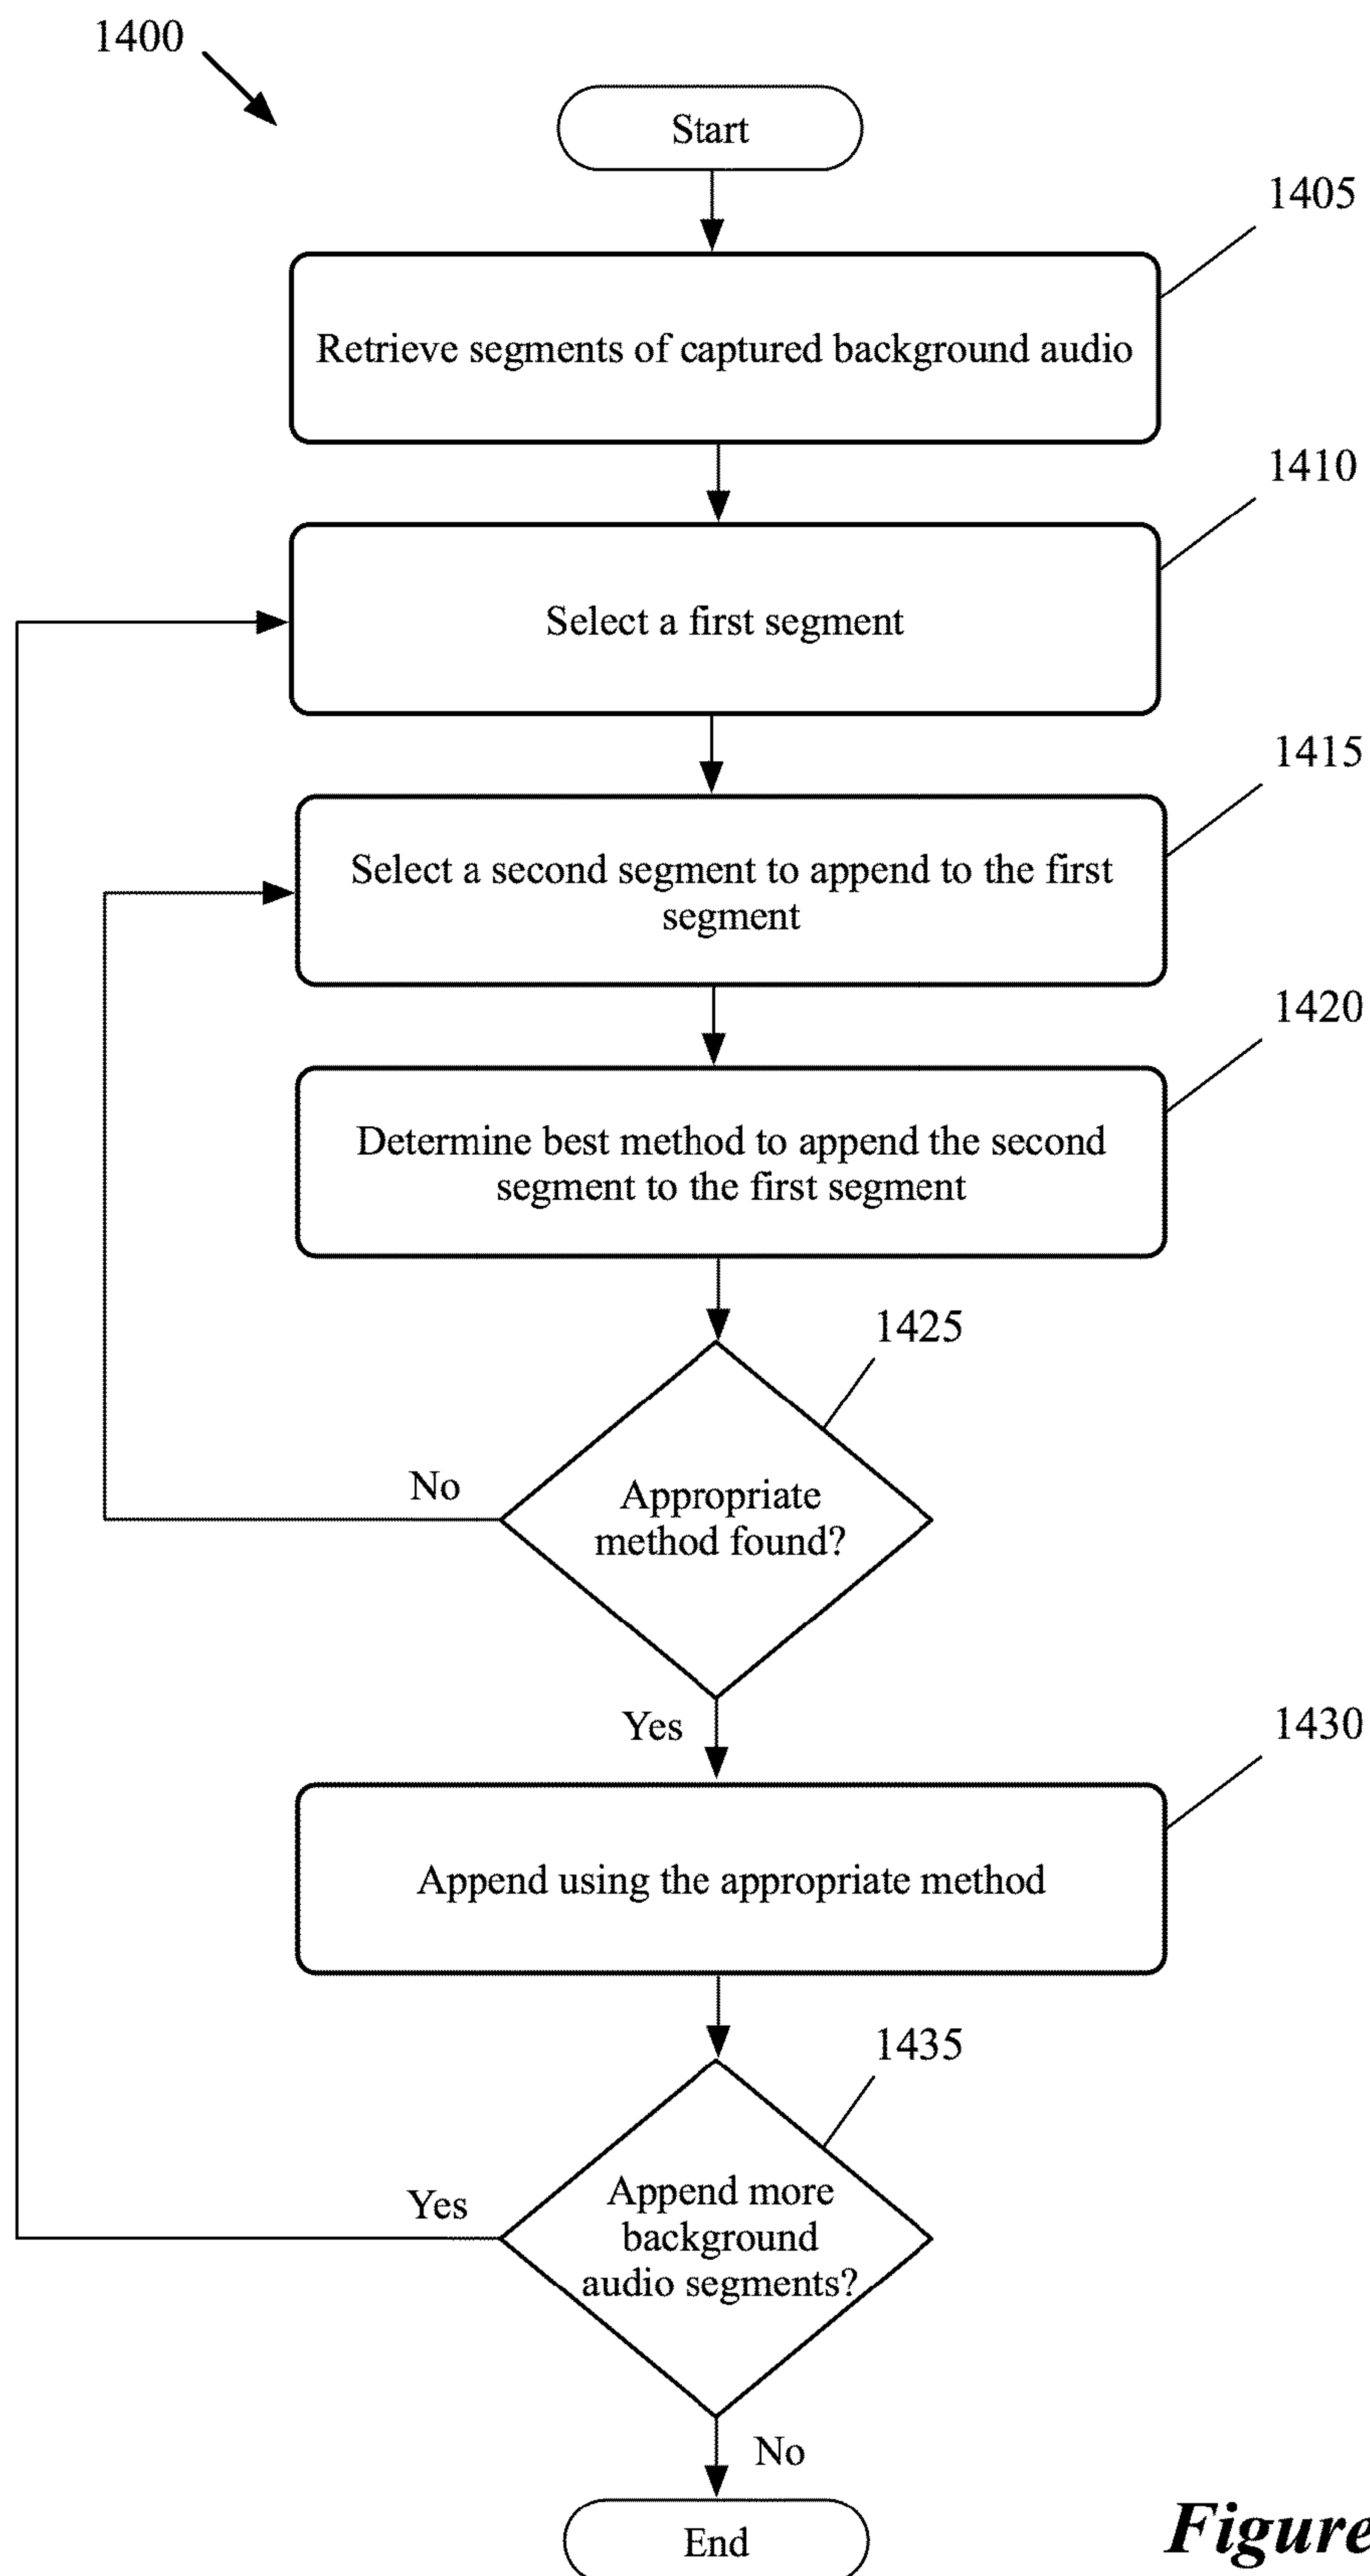 1400
Start
1405
Retrieve segments of captured background audio
1410
Select a first segment
1415
Select a second segment to append to the first
segment
1420
Determine best method to append the second
segment to the first segment
1425
No
Appropriate
method found?
Yes
1430
Append using the appropriate method
1435
Yes
Append more
background
audio segments?
No
End
Figure